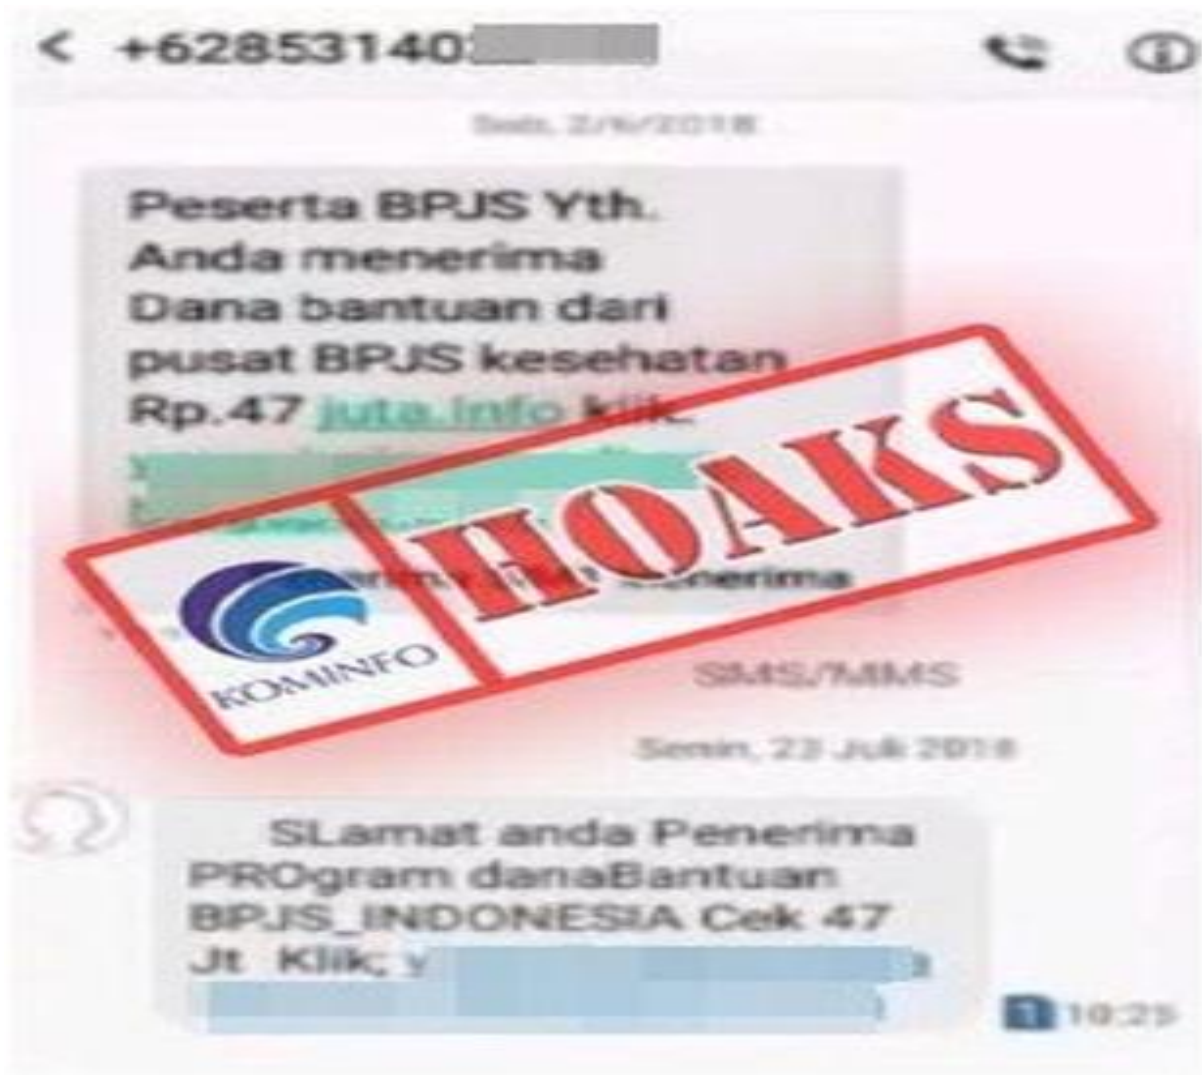 +62853140
Sab, 2/6/2018
Peserta BPJS Yth.
Anda menerima
Dana bantuan dari
pusat BPJS kesehatan
Rp.47 juta.Info klik.
HOAKS
KOMINFO
SMS/MMS
Senin, 23 Juli 2018
SLamat anda Penerima
PROgram danaBantuan
BPJS_INDONESIA Cek 47
Jt Klik;
1 10:25